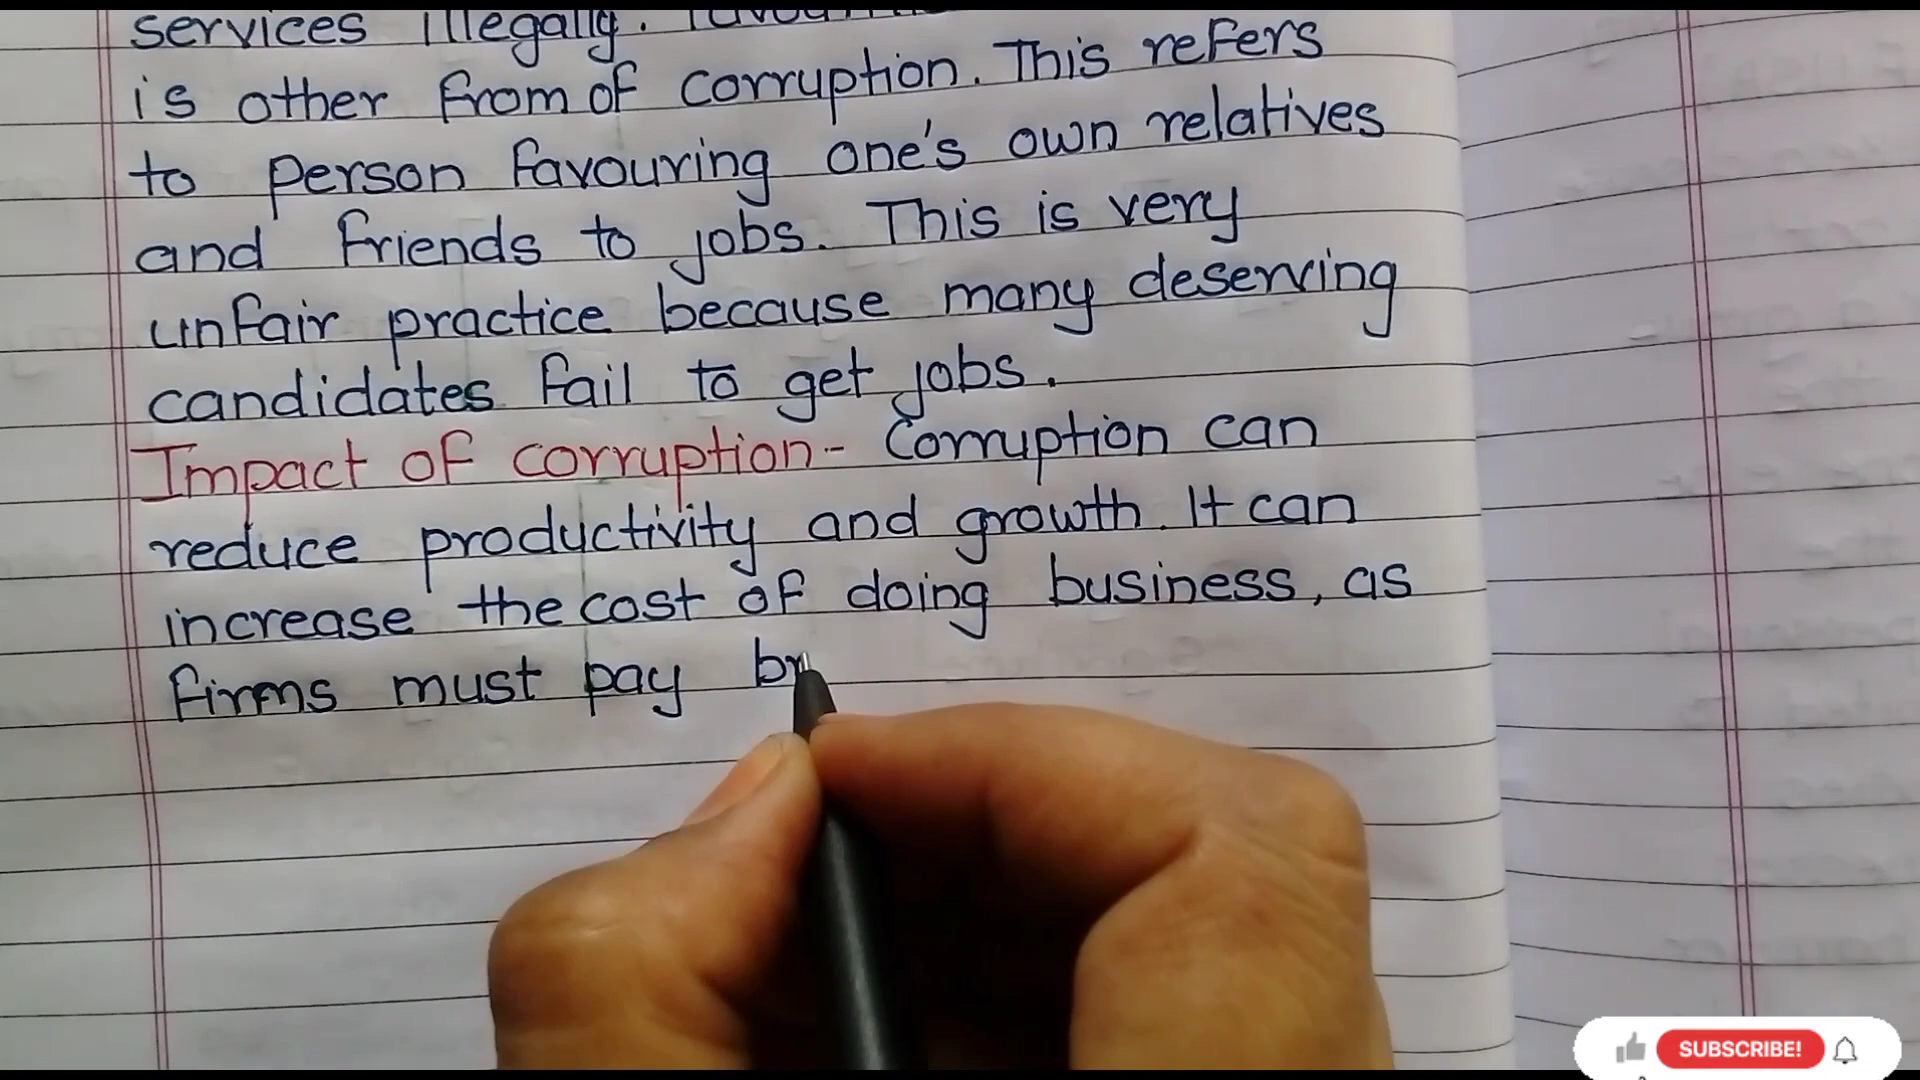 services illegally.
is other from of corruption. This refers
to person favouring one's own relatives
and friends to jobs. This is very
unfair practice because many deserving
candidates fail to get jobs.
Impact of corruption:- Corruption can
reduce productivity and growth. It can
increase the cost of doing business, as
firms must pay br
SUBSCRIBE!